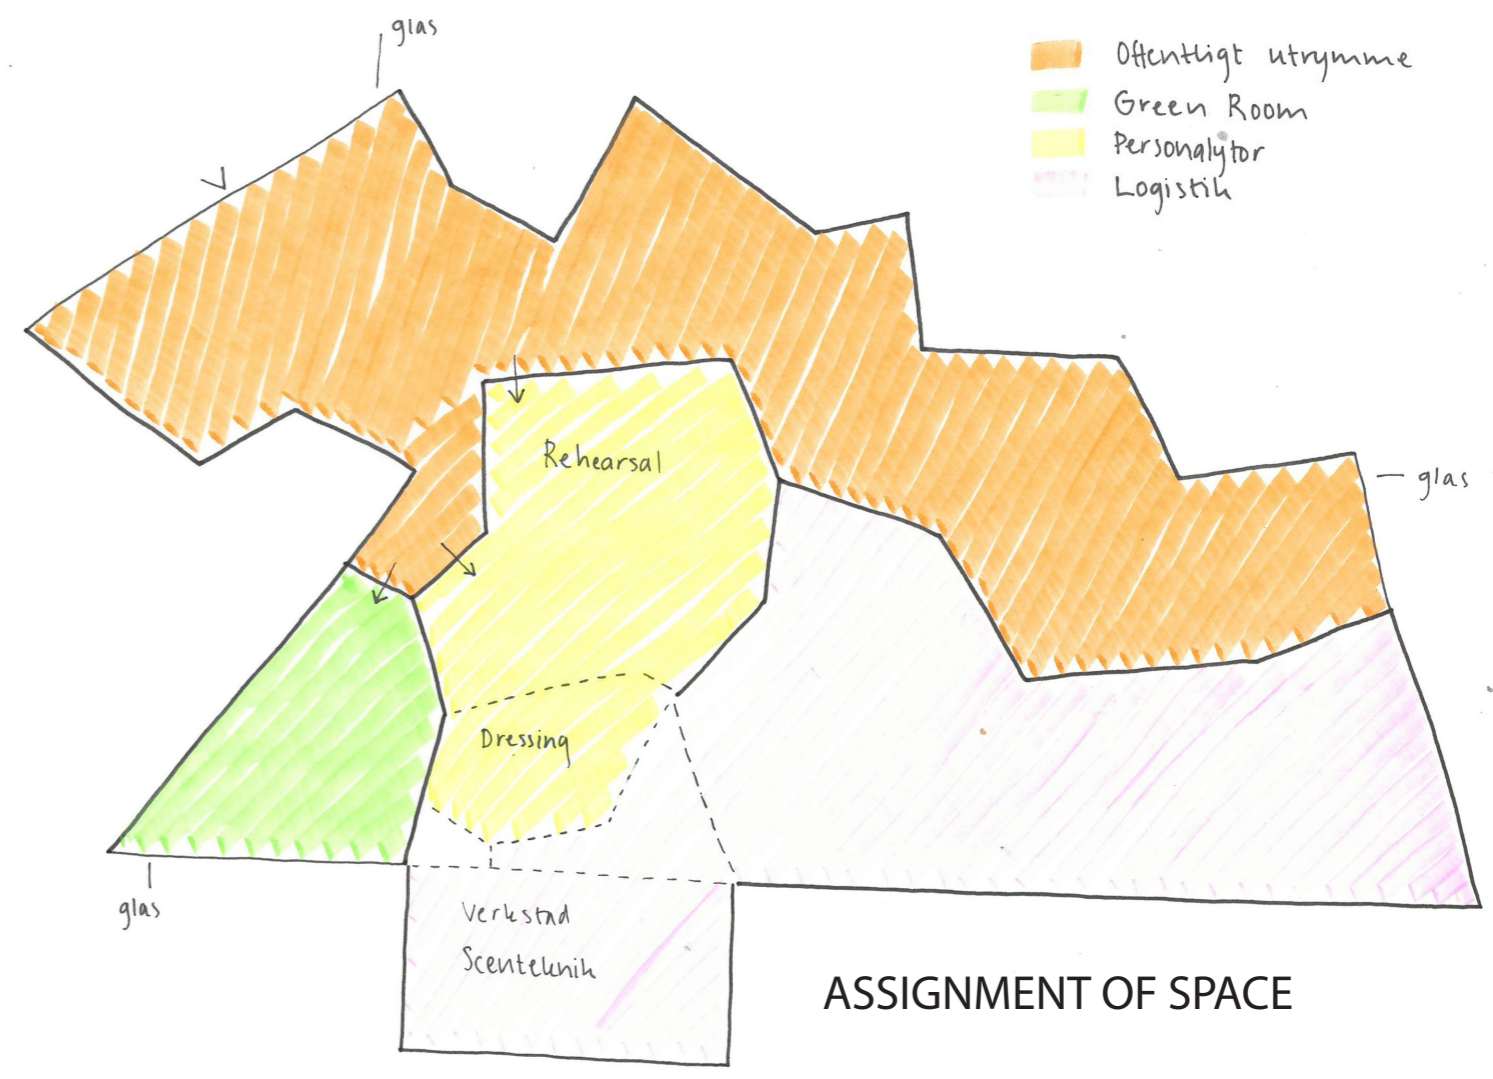 glas
Offentligt utrymme
Green Room
Personalytor
Logistik
Rehearsal
glas
Dressing
glas
Verkstad
Scenteknik
ASSIGNMENT OF SPACE